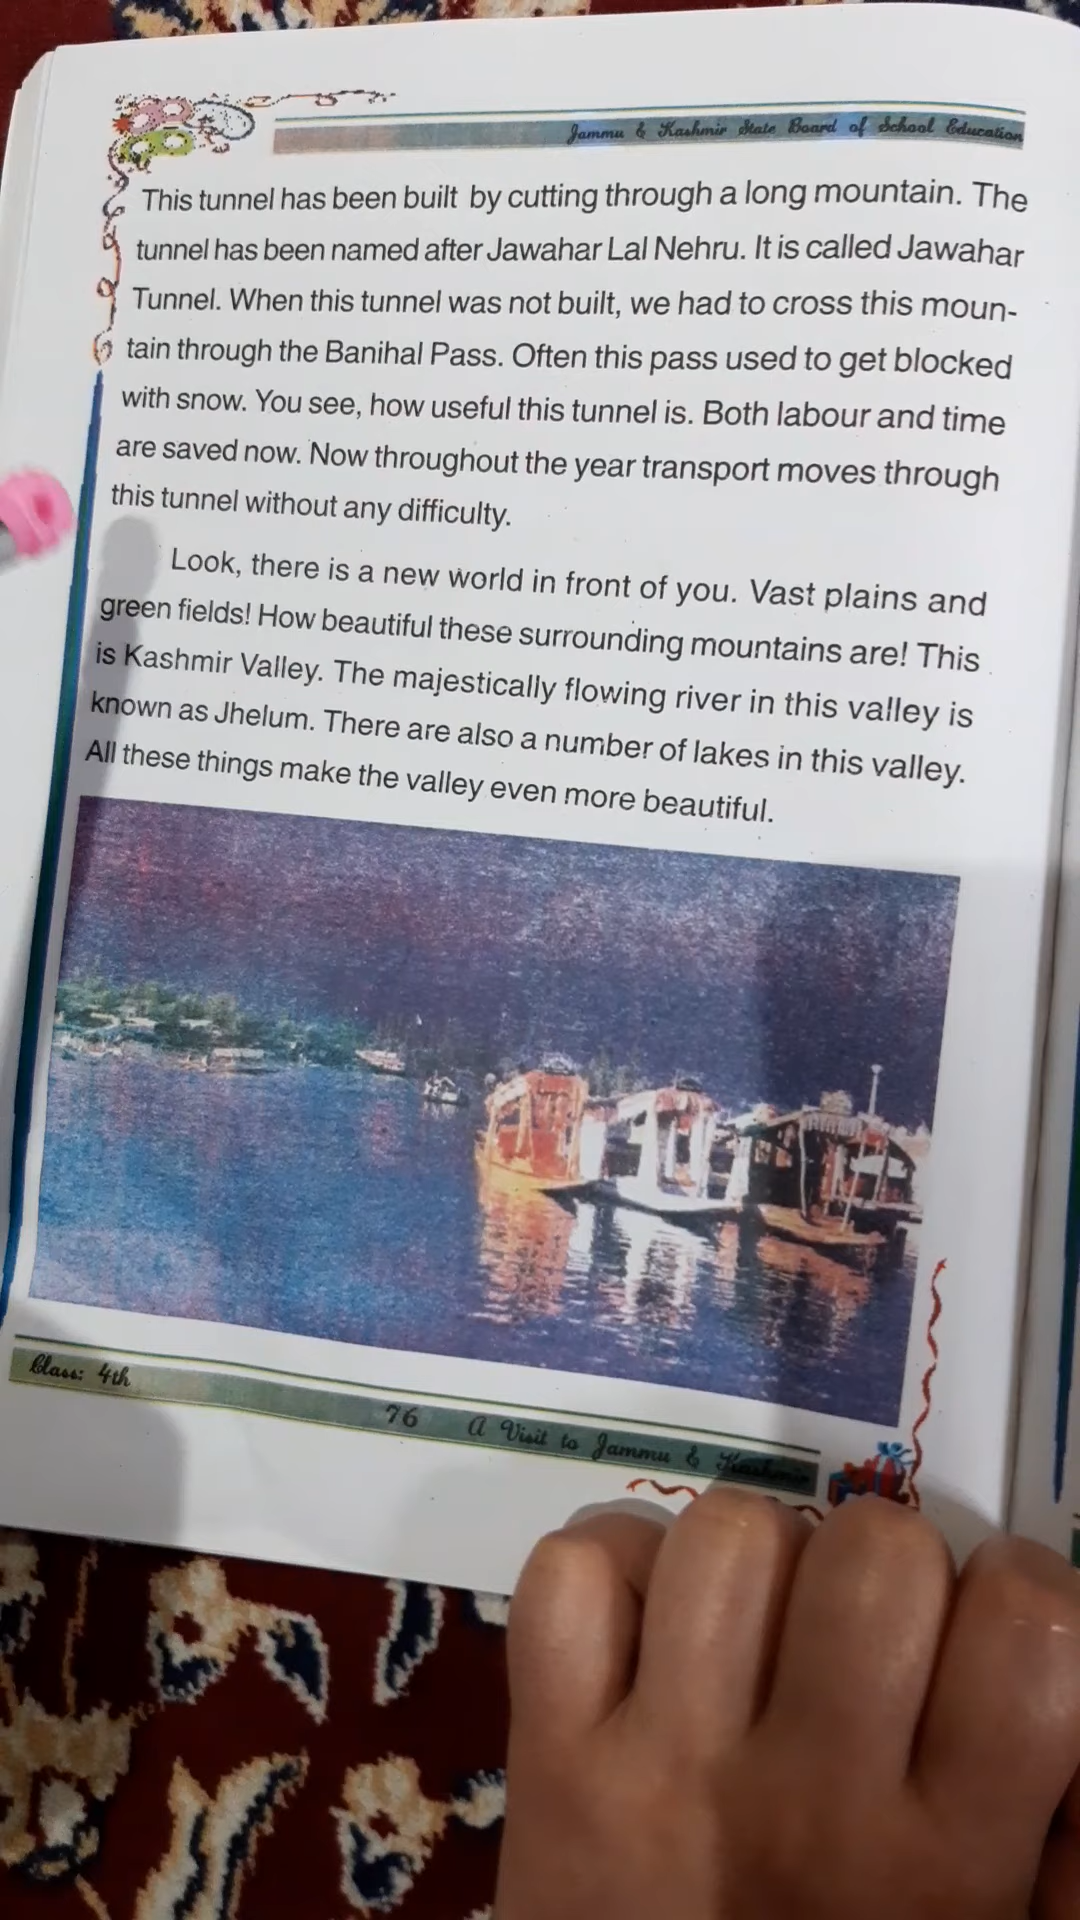 Jammu & Kashmir State Board of School Education
This tunnel has been built by cutting through a long mountain. The
tunnel has been named after Jawahar Lal Nehru. It is called Jawahar
Tunnel. When this tunnel was not built, we had to cross this moun-
tain through the Banihal Pass. Often this pass used to get blocked
with snow. You see, how useful this tunnel is. Both labour and time
are saved now. Now throughout the year transport moves through
this tunnel without any difficulty.
Look, there is a new world in front of you. Vast plains and
green fields! How beautiful these surrounding mountains are! This
is Kashmir Valley. The majestically flowing river in this valley is
known as Jhelum. There are also a number of lakes in this valley.
All these things make the valley even more beautiful.
Class: 4th
76 A Visit to Jammu & Kashmir